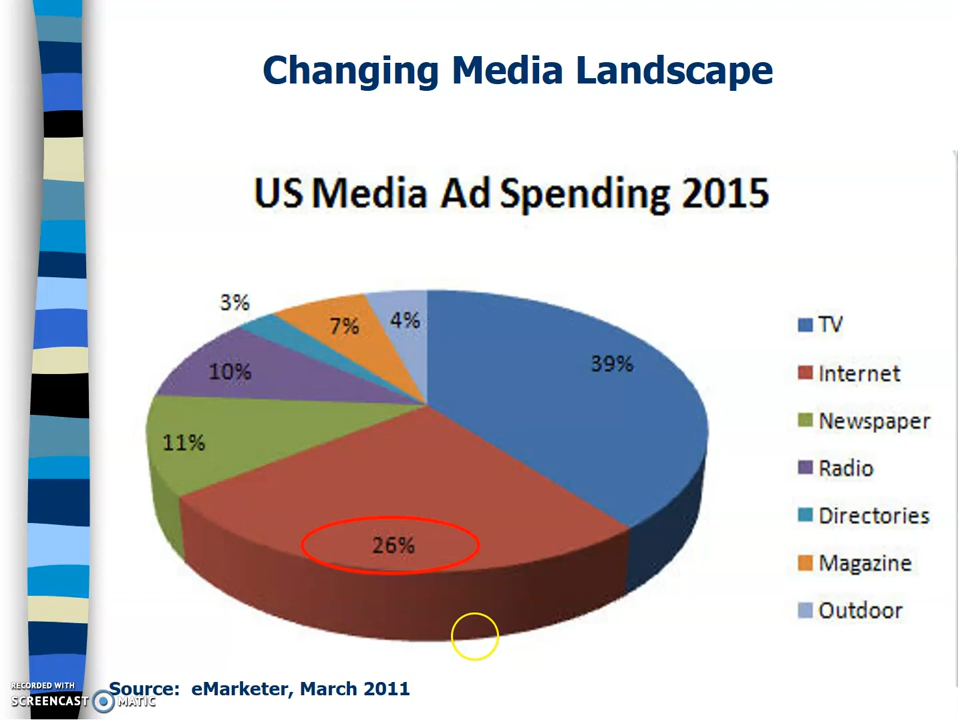 Changing Media Landscape
US Media Ad Spending 2015
3%
7%
4%
39%
10%
11%
26%
TV
Internet
Newspaper
Radio
Directories
Magazine
Outdoor
Source: eMarketer, March 2011
RECORDED WITH
SCREENCAST MATIC